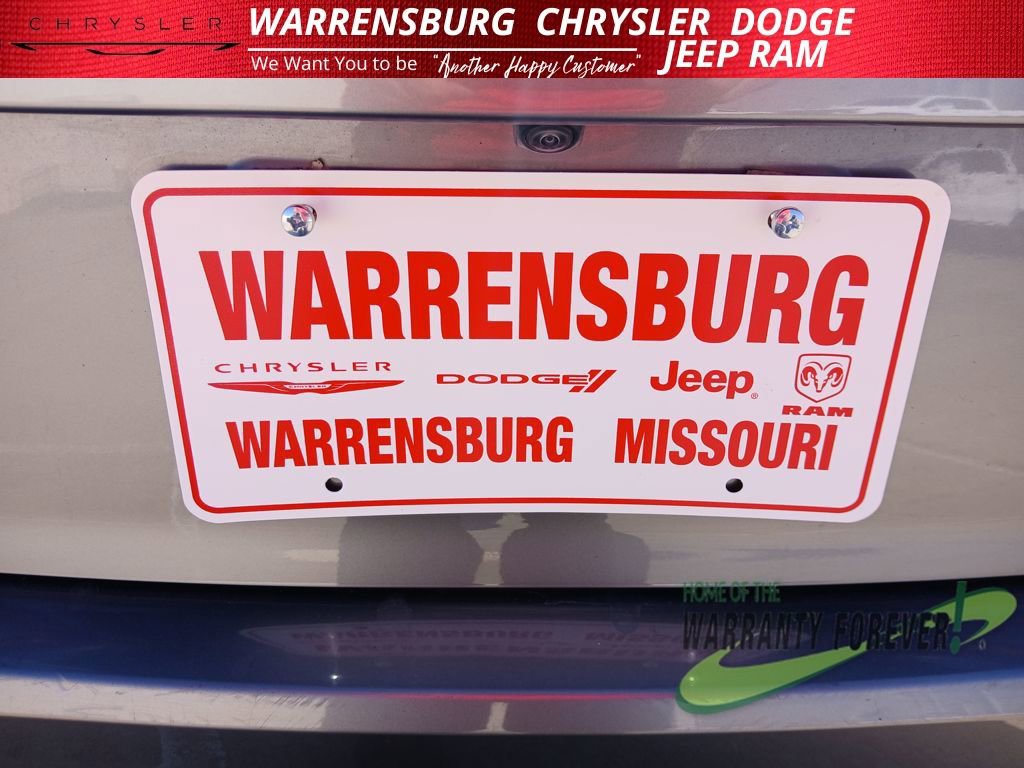 CHRYSLER
WARRENSBURG CHRYSLER DODGE
JEEP RAM
We Want You to be "Another Happy Customer"
WARRENSBURG
CHRYSLER DODGE Jeep® RAM
CHRYSLER
WARRENSBURG MISSOURI
HOME OF THE
WARRANTY FOREVER!